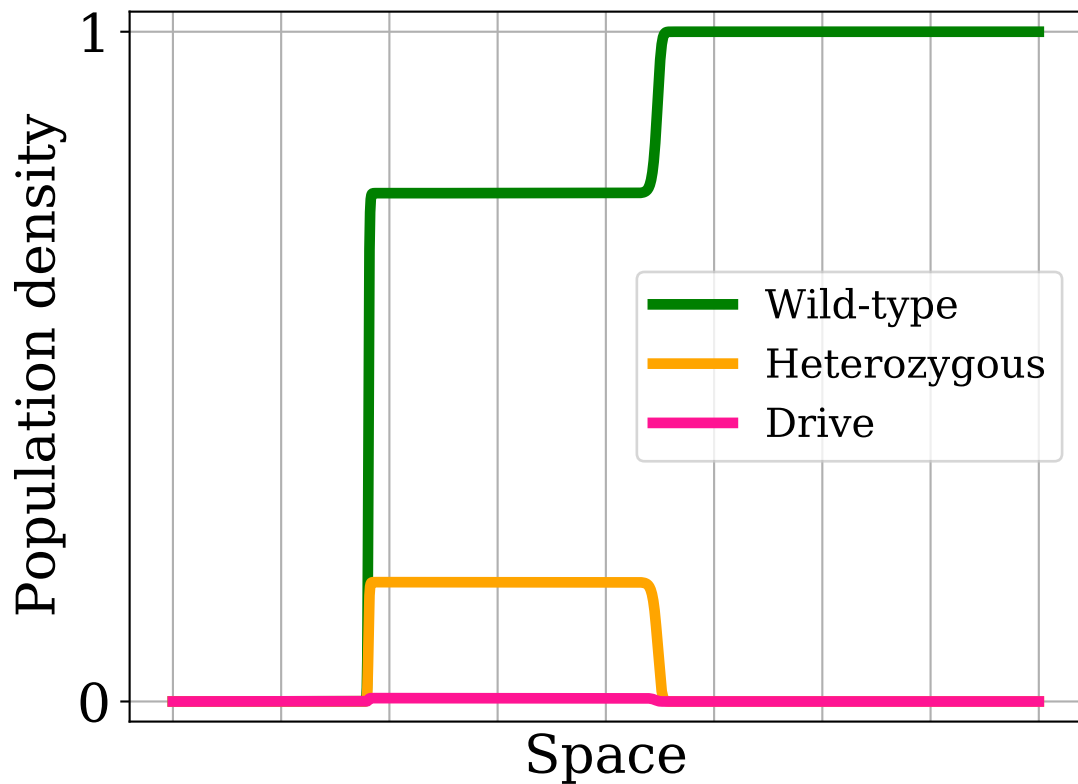 1
Population density
Wild-type
Heterozygous
Drive
0
Space